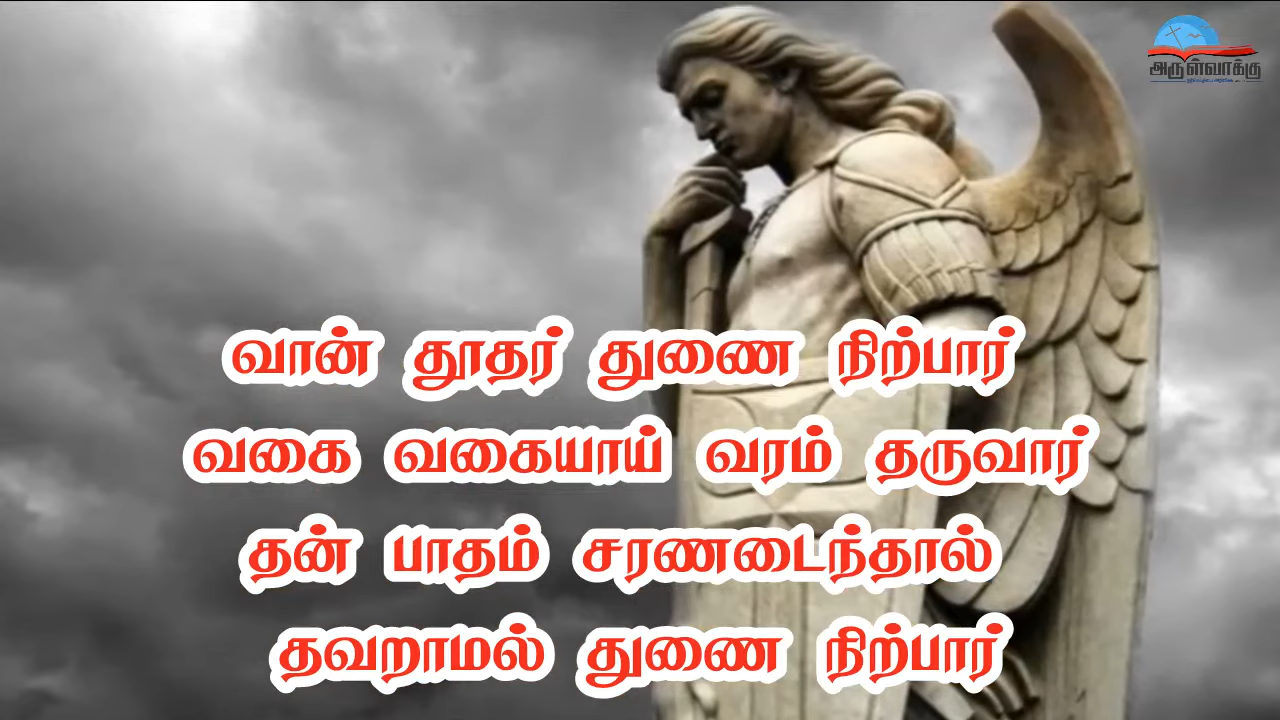 அருள்வாக்கு
வான் தூதர் துணை நிற்பார்
வகை வகையாய் வரம் தருவார்
தன் பாதம் சரணடைந்தால்
தவறாமல் துணை நிற்பார்